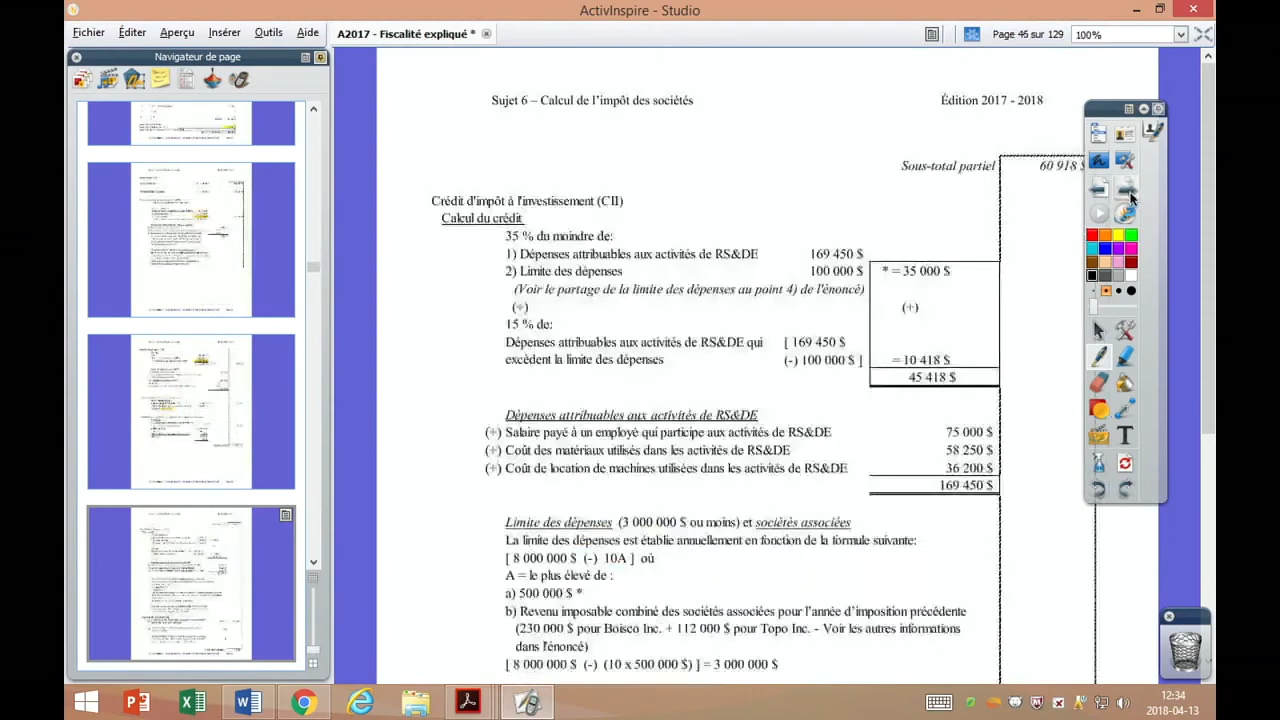 ActivInspire - Studio
Fichier Éditer Aperçu Insérer Outils Aide
A2017 - Fiscalité expliqué *
Page 46 sur 129
100%
Navigateur de page
Sujet 6 – Calcul de l'impôt des sociétés
Édition 2017 - 2018
Sous-total partiel 60 918 $
Crédit d'impôt à l'investissement (CII)
Calcul du crédit
35 % du moindre de:
) Dépenses attribuables aux activités de RS&DE 169 450 $
2) Limite des dépenses 100 000 $ * = 35 000 $
(Voir le partage de la limite des dépenses au point 4) de l'énoncé)
(+) (+)
15 % de:
Dépenses attribuables aux activités de RS&DE qui [ 169 450 $
excèdent la limite des dépenses (-) 100 000 $ ] = 10 418 $
45 418 $
Dépenses attribuables aux activités de RS&DE
(+) Salaire payé à un employé qui participe aux activités de RS&DE 75 000 $
(+) Coût des matériaux utilisés dans les activités de RS&DE 58 250 $
(+) Coût de location de machines utilisées dans les activités de RS&DE 36 200 $
169 450 $
Limite des dépenses (3 000 000 $ ou moins) et sociétés associées
La limite des dépenses est établie annuellement en fonction de la formule suivante:
[ 8 000 000 $ (-) (10 x A) ] où
= le plus élevé de :
500 000 $
b) Revenu imposable combiné des sociétés associées pour l'année d'imposition précédente
Inc. + 112 000 $ pour Topo Inc. - Voir les autres informations
dans l'énoncé)
[ 8 000 000 $ (-) (10 x 500 000 $) ] = 3 000 000 $
12:34
2018-04-13